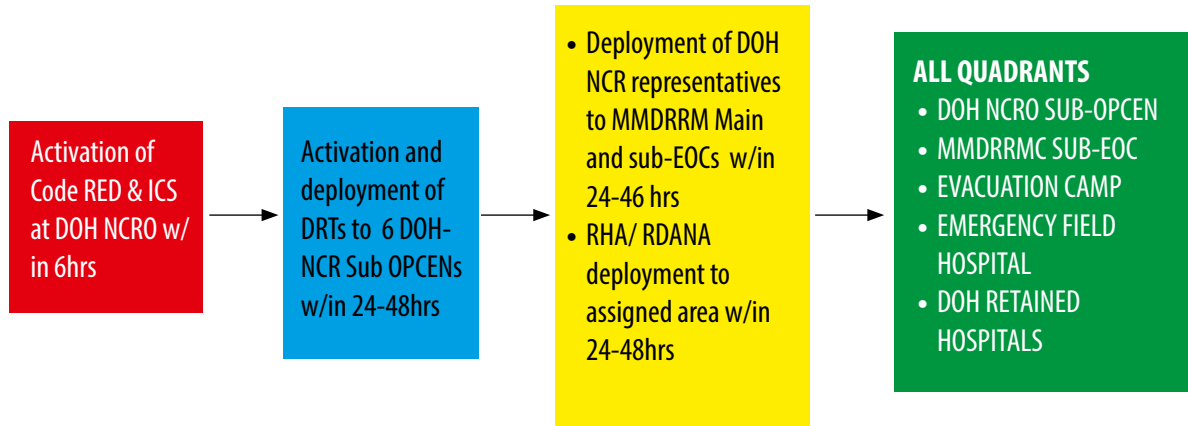 Activation of
Code RED & ICS
at DOH NCRO w/
in 6hrs
Activation and
deployment of
DRTs to 6 DOH-
NCR Sub OPCENs
w/in 24-48hrs
• Deployment of DOH
NCR representatives
to MMDRRM Main
and sub-EOCs w/in
24-46 hrs
• RHA/ RDANA
deployment to
assigned area w/in
24-48hrs
ALL QUADRANTS
• DOH NCRO SUB-OPCEN
• MMDRRMC SUB-EOC
• EVACUATION CAMP
• EMERGENCY FIELD
HOSPITAL
• DOH RETAINED
HOSPITALS